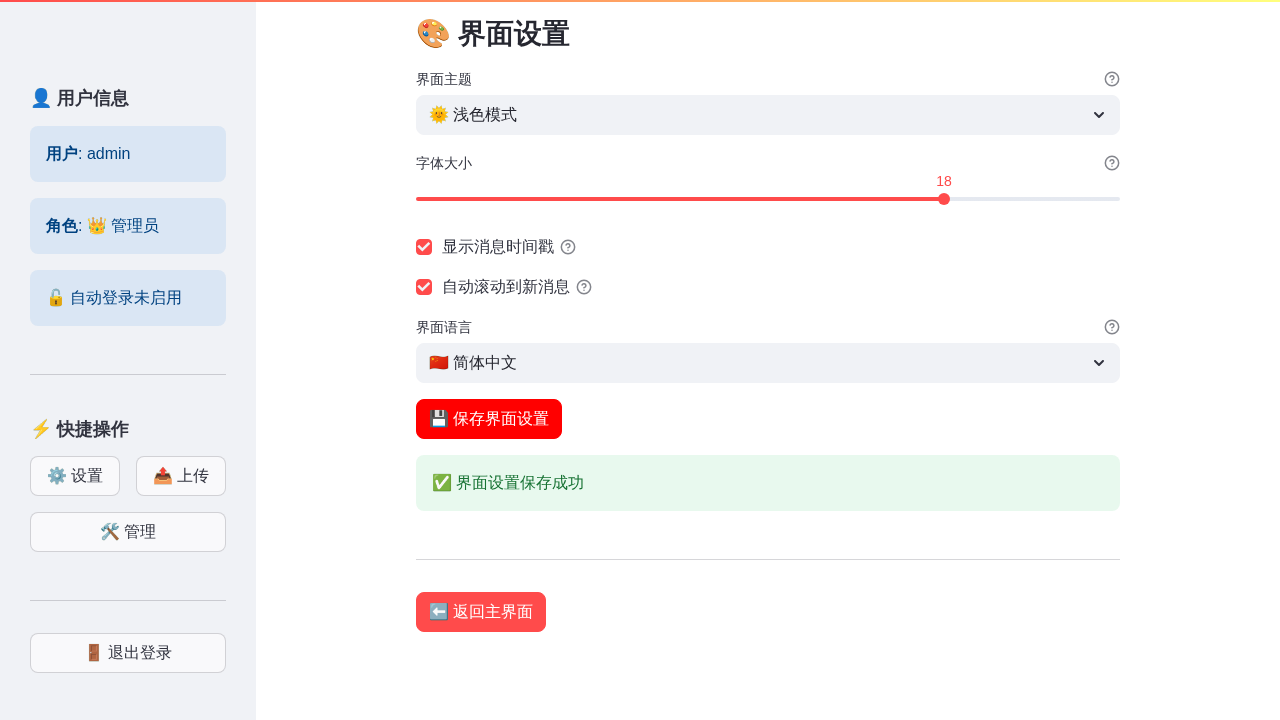 👤 用户信息
用户: admin
角色: 👑 管理员
🔓 自动登录未启用
⚡ 快捷操作
⚙️ 设置
📤 上传
🛠️ 管理
🚪 退出登录
🎨 界面设置
界面主题
🌞 浅色模式
字体大小
18
显示消息时间戳
自动滚动到新消息
界面语言
🇨🇳 简体中文
💾 保存界面设置
✅ 界面设置保存成功
⬅️ 返回主界面